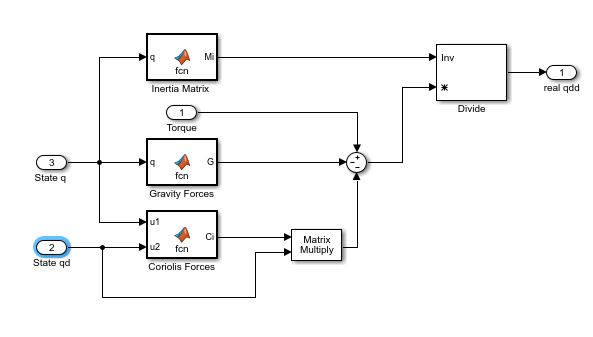 q
Mi
fcn
Inertia Matrix
Inv
Divide
1
real qdd
1
Torque
3
State q
q
G
fcn
Gravity Forces
+
-
-
u1
u2
Ci
fcn
Coriolis Forces
2
State qd
Matrix
Multiply